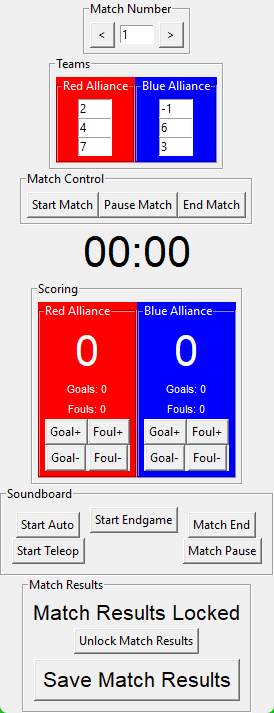 Match Number
< 1 >
Teams
Red Alliance Blue Alliance
2 -1
4 6
7 3
Match Control
Start Match Pause Match End Match
00:00
Scoring
Red Alliance Blue Alliance
0 0
Goals: 0 Goals: 0
Fouls: 0 Fouls: 0
Goal+ Foul+ Goal+ Foul+
Goal- Foul- Goal- Foul-
Soundboard
Start Auto Start Endgame Match End
Start Teleop Match Pause
Match Results
Match Results Locked
Unlock Match Results
Save Match Results